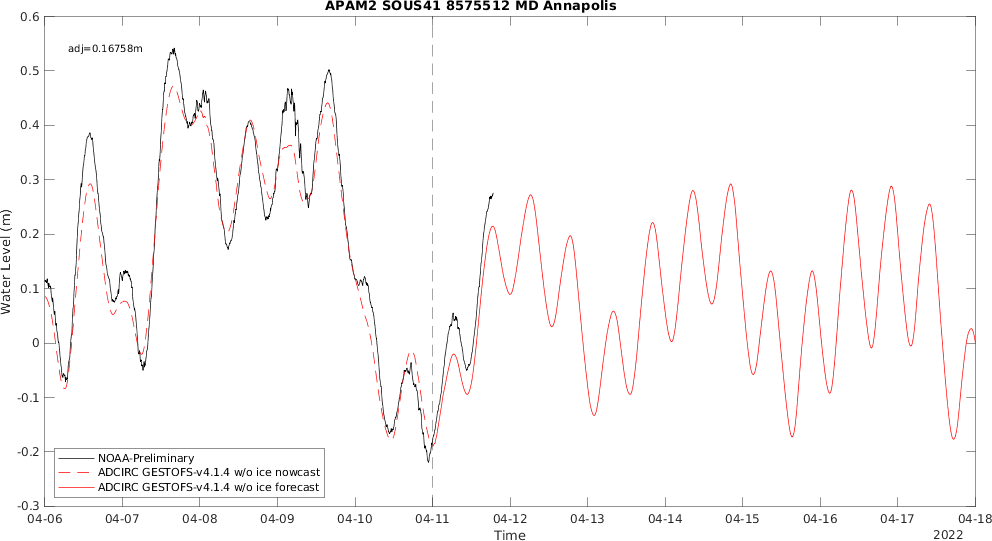 APAM2 SOUS41 8575512 MD Annapolis
adj=0.16758m
0.6
0.5
0.4
0.3
0.2
0.1
0
-0.1
-0.2
-0.3
Water Level (m)
NOAA-Preliminary
ADCIRC GESTOFS-v4.1.4 w/o ice nowcast
ADCIRC GESTOFS-v4.1.4 w/o ice forecast
04-06 04-07 04-08 04-09 04-10 04-11 04-12 04-13 04-14 04-15 04-16 04-17 04-18
Time
2022